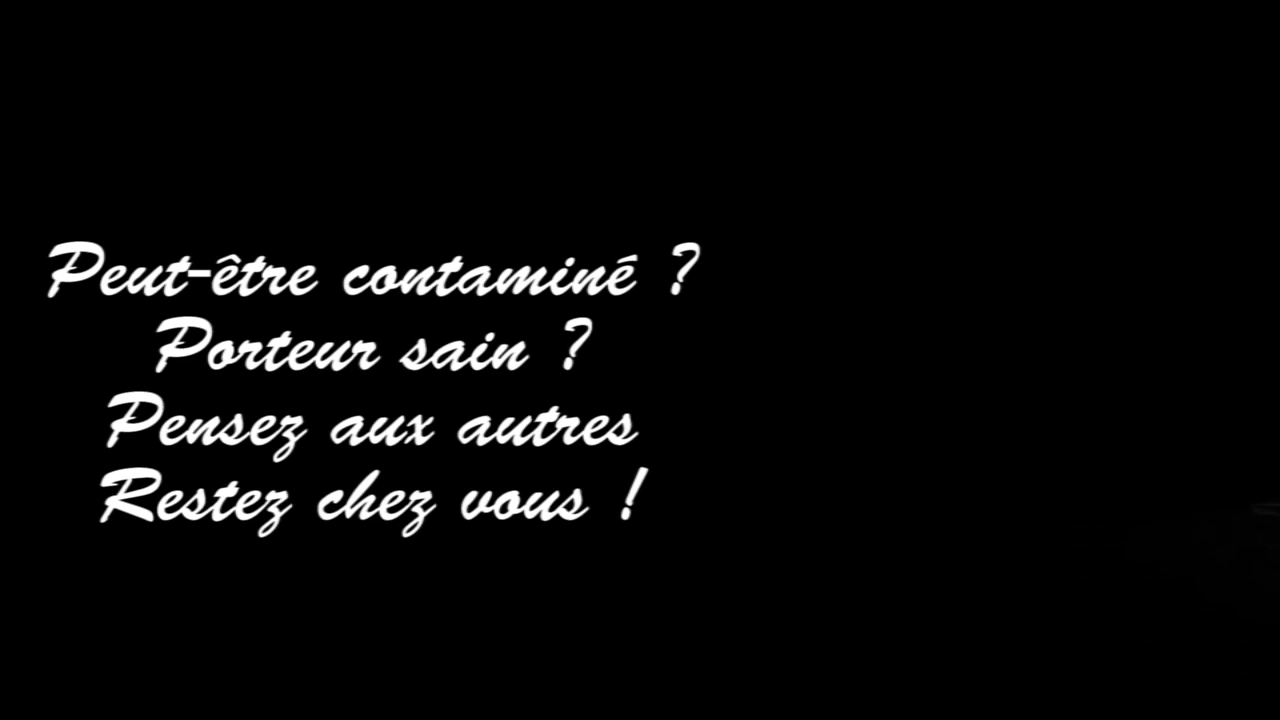 Peut-être contaminé ?
Porteur sain ?
Pensez aux autres
Restez chez vous !